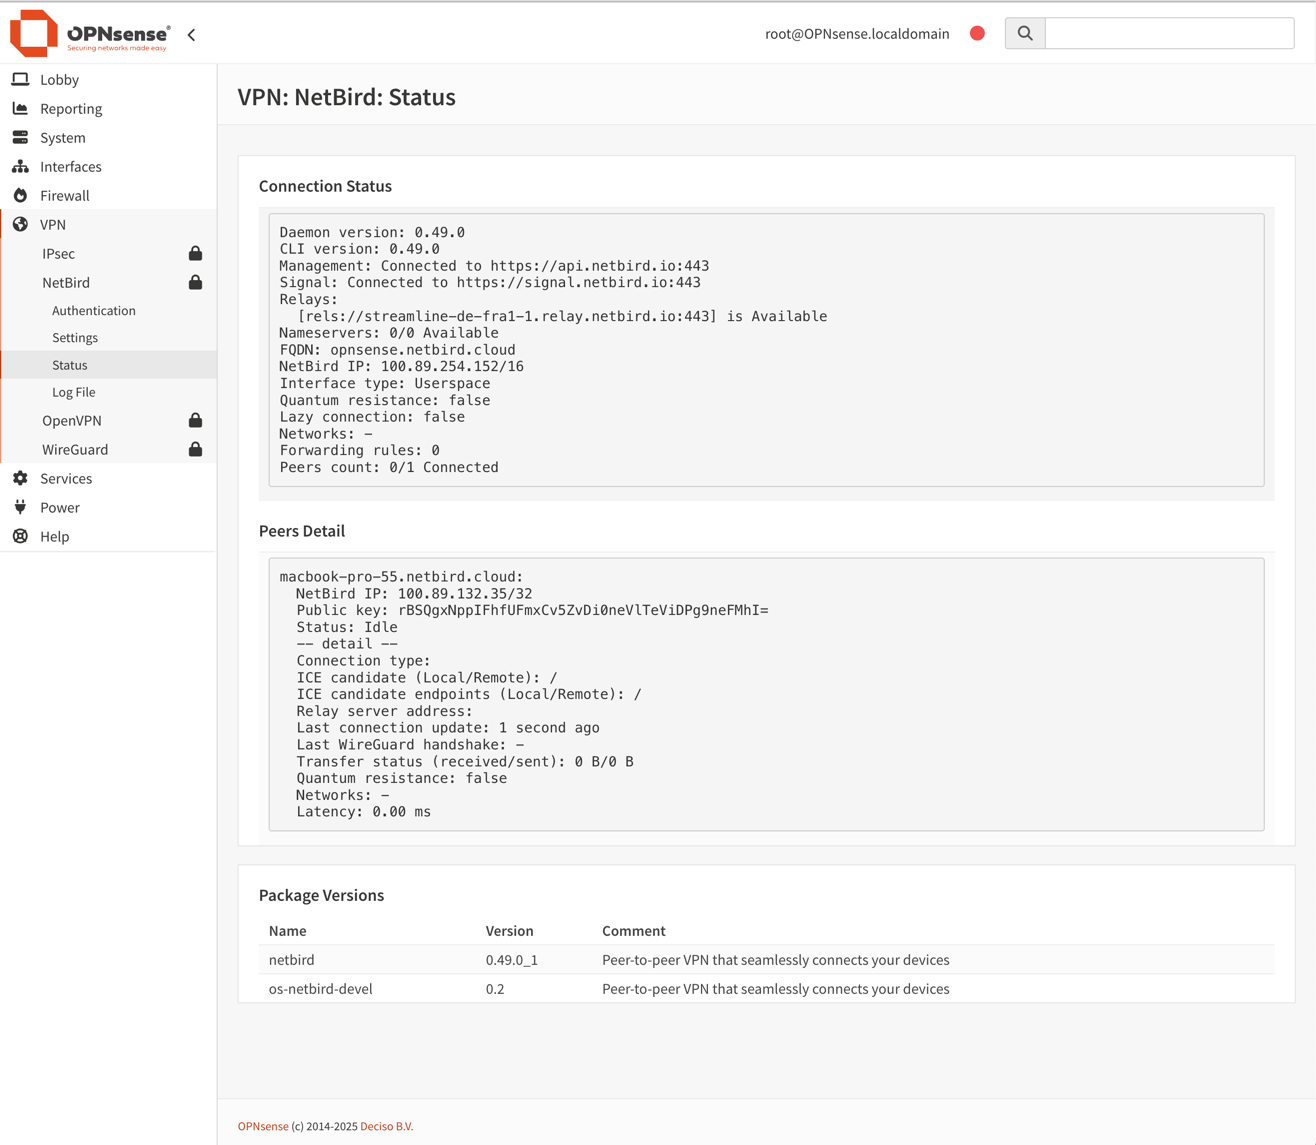 OPNsense®
Securing networks made easy
root@OPNsense.localdomain
Lobby
Reporting
System
Interfaces
Firewall
VPN
IPsec
NetBird
Authentication
Settings
Status
Log File
OpenVPN
WireGuard
Services
Power
Help
VPN: NetBird: Status
Connection Status
Daemon version: 0.49.0
CLI version: 0.49.0
Management: Connected to https://api.netbird.io:443
Signal: Connected to https://signal.netbird.io:443
Relays:
[rels://streamline-de-fra1-1.relay.netbird.io:443] is Available
Nameservers: 0/0 Available
FQDN: opnsense.netbird.cloud
NetBird IP: 100.89.254.152/16
Interface type: Userspace
Quantum resistance: false
Lazy connection: false
Networks: -
Forwarding rules: 0
Peers count: 0/1 Connected
Peers Detail
macbook-pro-55.netbird.cloud:
NetBird IP: 100.89.132.35/32
Public key: rBSQgxNppIFhfUFmxCv5ZvDi0neVlTeViDPg9neFMhI=
Status: Idle
-- detail --
Connection type:
ICE candidate (Local/Remote): /
ICE candidate endpoints (Local/Remote): /
Relay server address:
Last connection update: 1 second ago
Last WireGuard handshake: -
Transfer status (received/sent): 0 B/0 B
Quantum resistance: false
Networks: -
Latency: 0.00 ms
Package Versions
Name Version Comment
netbird 0.49.0_1 Peer-to-peer VPN that seamlessly connects your devices
os-netbird-devel 0.2 Peer-to-peer VPN that seamlessly connects your devices
OPNsense (c) 2014-2025 Deciso B.V.